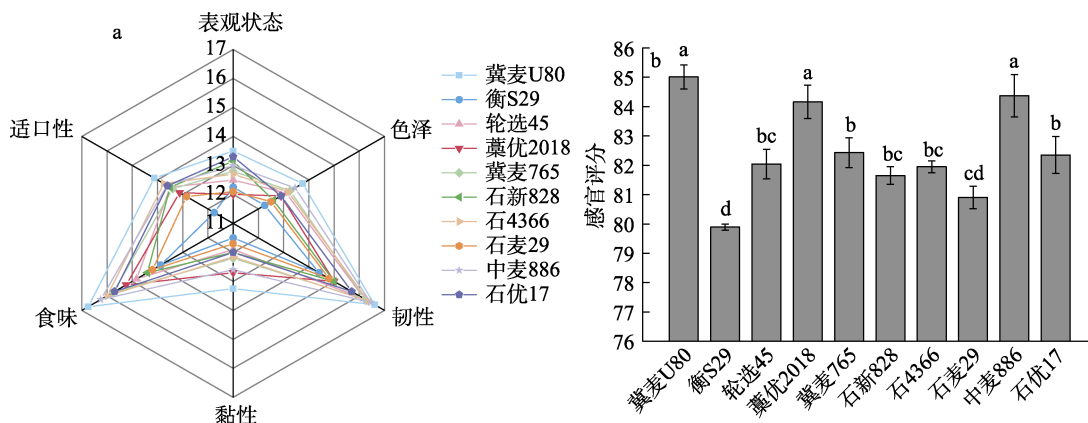 a
表观状态
17
16
15
14
13
12
11
色泽
韧性
黏性
食味
适口性
冀麦U80
衡S29
轮选45
藁优2018
冀麦765
石新828
石4366
石麦29
中麦886
石优17
b
感官评分
86
85
84
83
82
81
80
79
78
77
76
a
d
bc
a
b
bc
bc
cd
a
b
冀麦U80
衡S29
轮选45
藁优2018
冀麦765
石新828
石4366
石麦29
中麦886
石优17